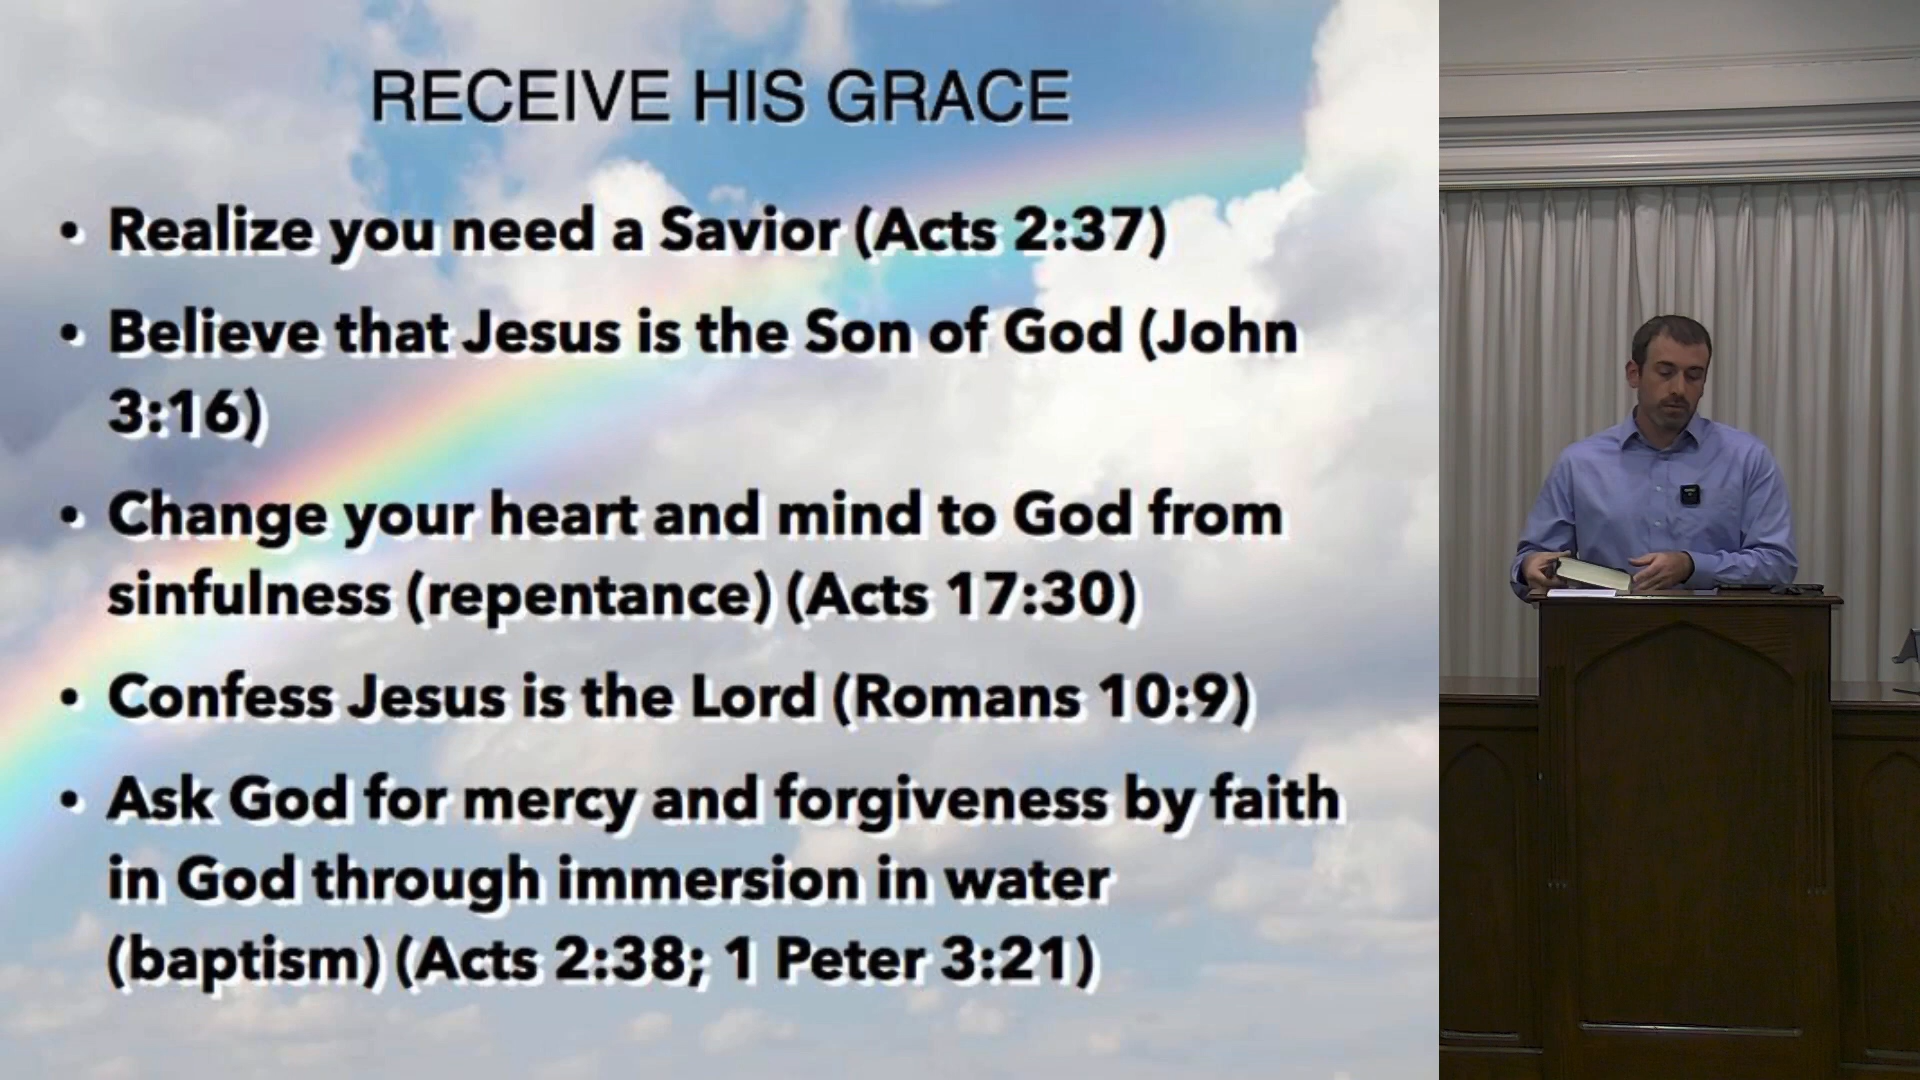 RECEIVE HIS GRACE
• Realize you need a Savior (Acts 2:37)
• Believe that Jesus is the Son of God (John
3:16)
• Change your heart and mind to God from
sinfulness (repentance) (Acts 17:30)
• Confess Jesus is the Lord (Romans 10:9)
• Ask God for mercy and forgiveness by faith
in God through immersion in water
(baptism) (Acts 2:38; 1 Peter 3:21)